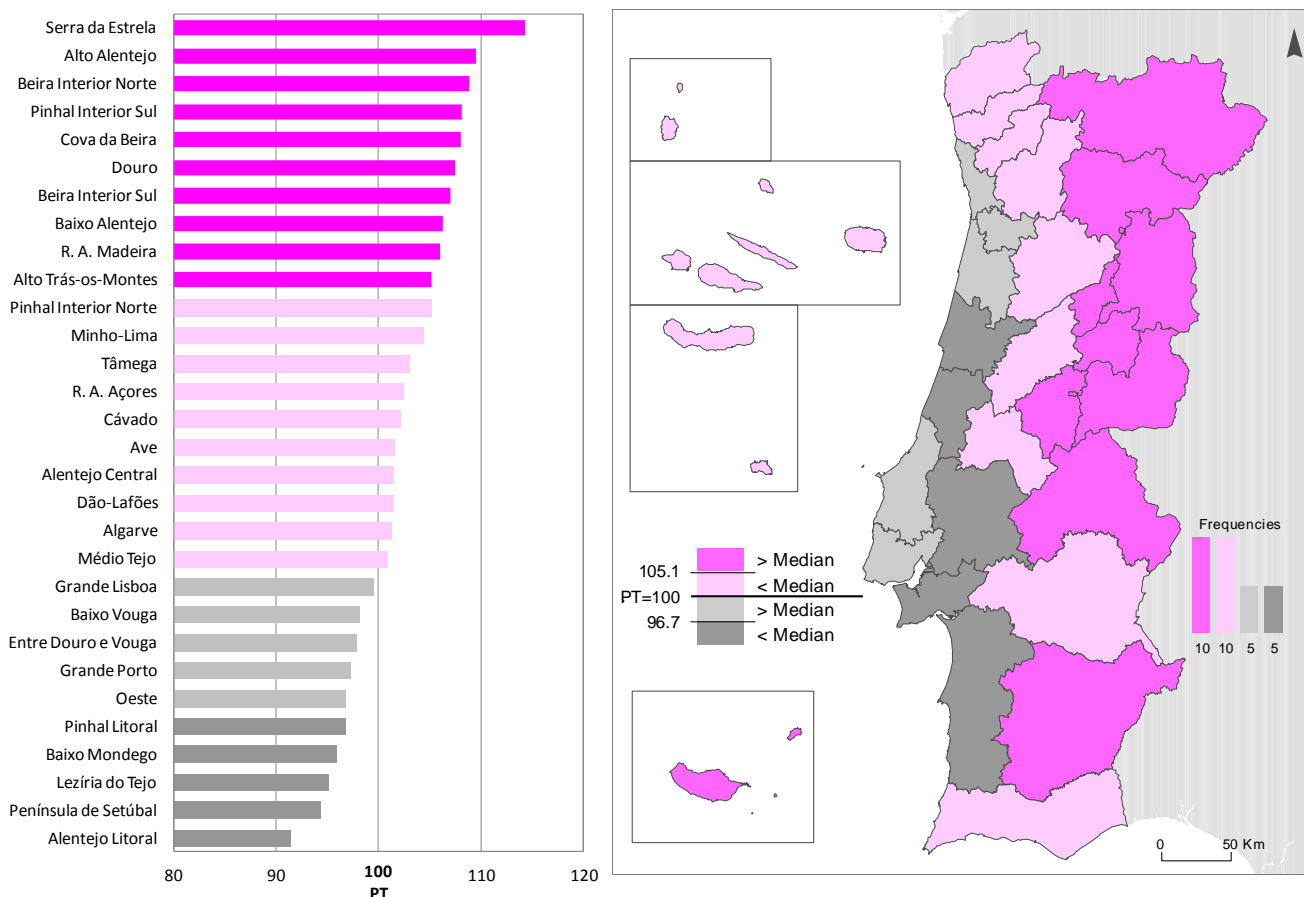 Serra da Estrela
Alto Alentejo
Beira Interior Norte
Pinhal Interior Sul
Cova da Beira
Douro
Beira Interior Sul
Baixo Alentejo
R. A. Madeira
Alto Trás-os-Montes
Pinhal Interior Norte
Minho-Lima
Tâmega
R. A. Açores
Cávado
Ave
Alentejo Central
Dão-Lafões
Algarve
Médio Tejo
Grande Lisboa
Baixo Vouga
Entre Douro e Vouga
Grande Porto
Oeste
Pinhal Litoral
Baixo Mondego
Lezíria do Tejo
Península de Setúbal
Alentejo Litoral
80 90 100 110 120
PT
> Median
105.1
< Median
PT=100
> Median
96.7
< Median
Frequencies
10 10 5 5
0 50 Km